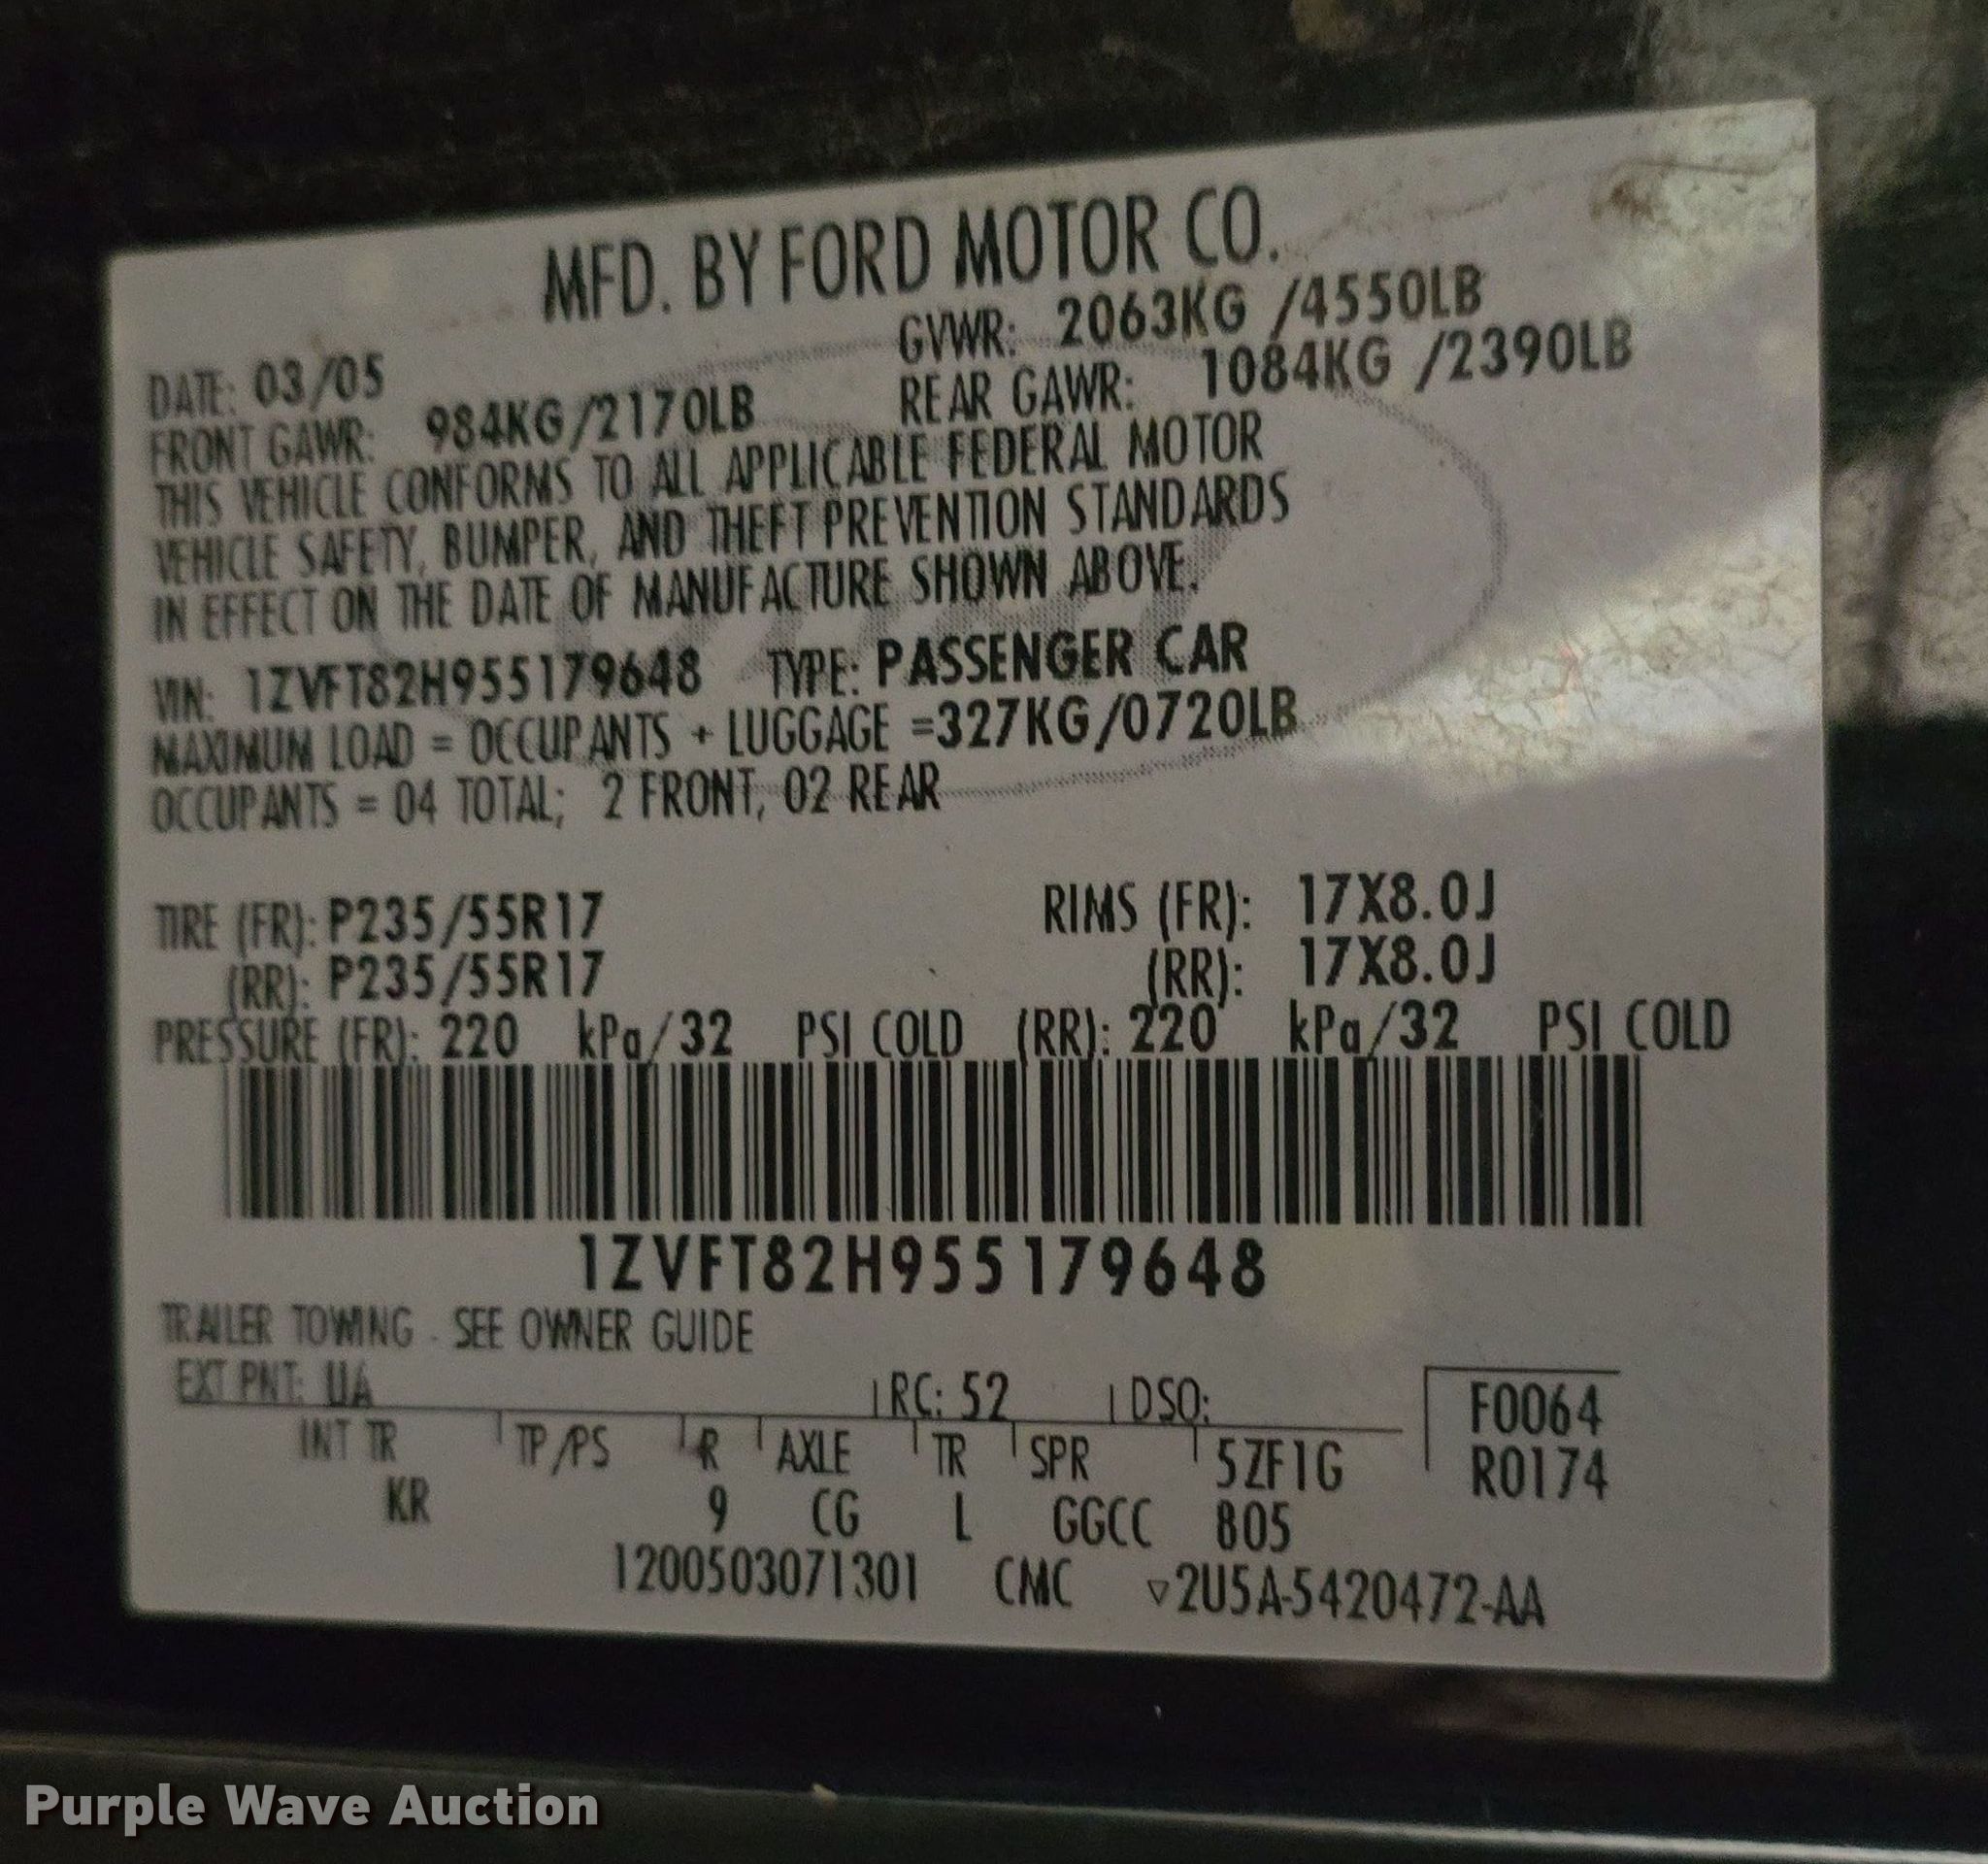 MFD. BY FORD MOTOR CO.
DATE: 03/05 GVWR: 2063KG /4550LB
FRONT GAWR: 984KG/2170LB REAR GAWR: 1084KG /2390LB
THIS VEHICLE CONFORMS TO ALL APPLICABLE FEDERAL MOTOR
VEHICLE SAFETY, BUMPER, AND THEFT PREVENTION STANDARDS
IN EFFECT ON THE DATE OF MANUFACTURE SHOWN ABOVE.
VIN: 1ZVFT82H955179648 TYPE: PASSENGER CAR
MAXIMUM LOAD = OCCUPANTS + LUGGAGE =327KG/0720LB
OCCUPANTS = 04 TOTAL; 2 FRONT, 02 REAR
TIRE (FR): P235/55R17 RIMS (FR): 17X8.0J
(RR): P235/55R17 (RR): 17X8.0J
PRESSURE (FR): 220 kPa/32 PSI COLD (RR): 220 kPa/32 PSI COLD
1ZVFT82H955179648
TRAILER TOWING - SEE OWNER GUIDE
EXT PNT: UA RC: 52 DSO: F0064
INT TR TP/PS R AXLE TR SPR 5ZF1G R0174
KR 9 CG L GGCC 805
1200503071301 CMC ▽2U5A-5420472-AA
Purple Wave Auction